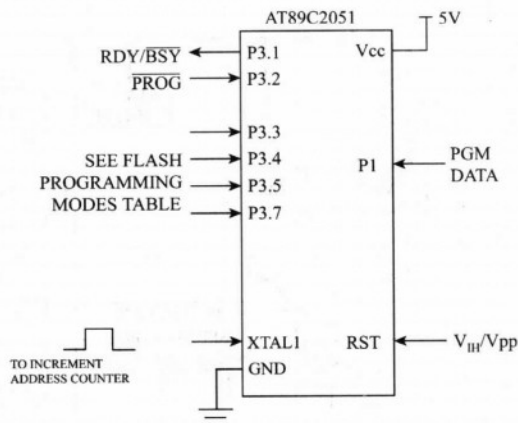 AT89C2051
5V
RDY/BSY
P3.1
Vcc
PROG
P3.2
P3.3
SEE FLASH
PROGRAMMING
MODES TABLE
P3.4
P3.5
P3.7
P1
PGM
DATA
TO INCREMENT
ADDRESS COUNTER
XTAL1
GND
RST
VIH/Vpp